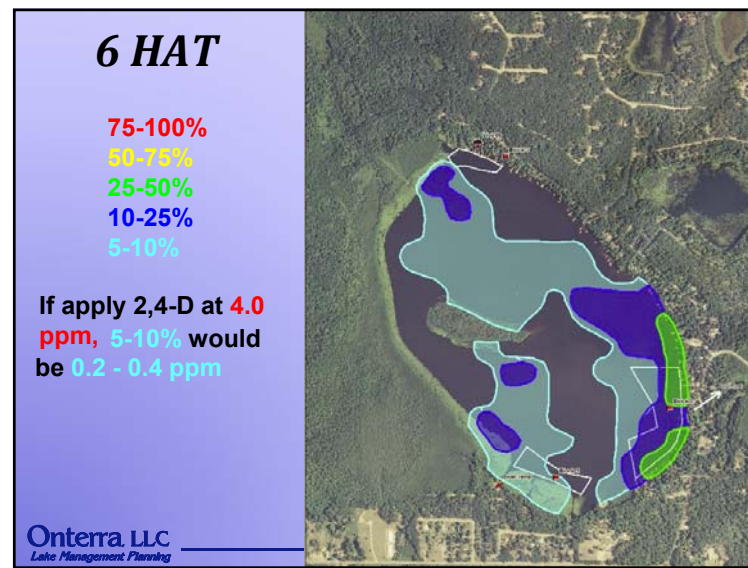 6 HAT
75-100%
50-75%
25-50%
10-25%
5-10%
If apply 2,4-D at 4.0
ppm, 5-10% would
be 0.2 - 0.4 ppm
Onterra LLC
Lake Management Planning